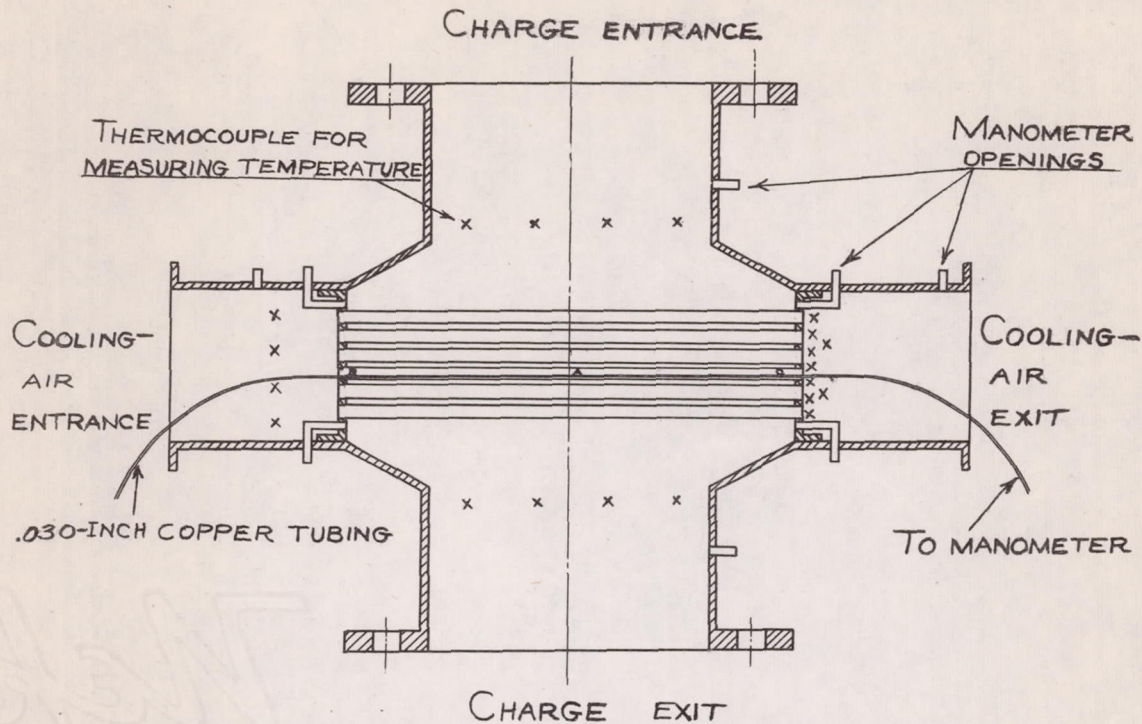 CHARGE ENTRANCE
THERMOCOUPLE FOR
MEASURING TEMPERATURE
MANOMETER
OPENINGS
COOLING-
AIR
ENTRANCE
COOLING-
AIR
EXIT
.030-INCH COPPER TUBING
TO MANOMETER
CHARGE EXIT